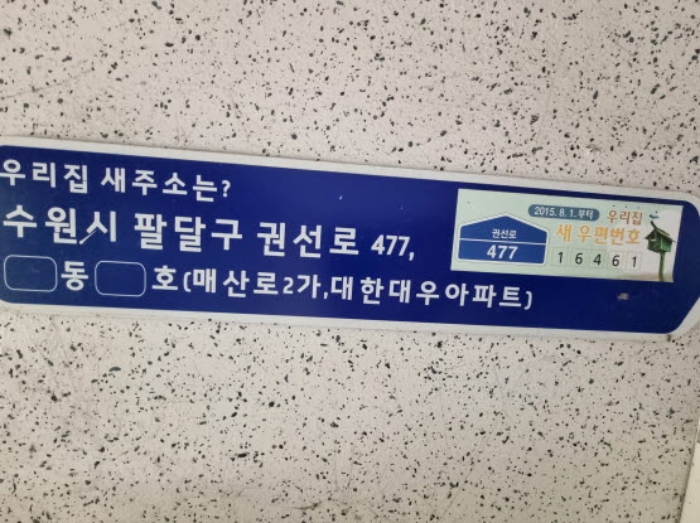 우리집 새주소는?
수원시 팔달구 권선로 477,
동 호(매산로2가,대한대우아파트)
2015. 8. 1.부터 우리집
새 우편번호
16461
권선로
477